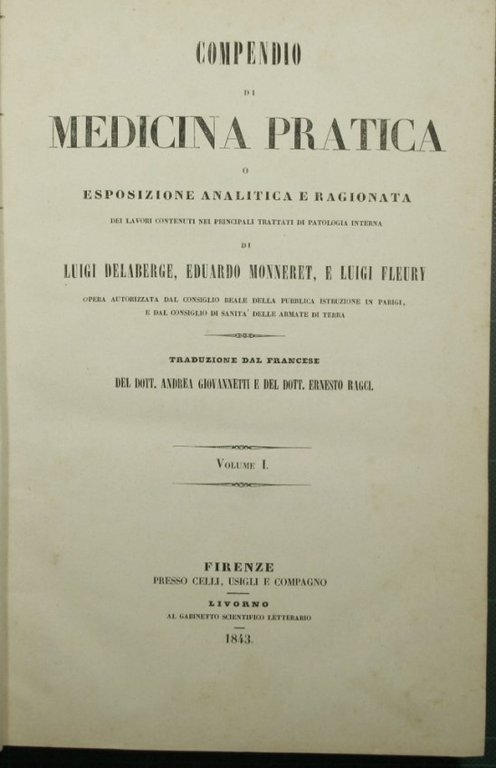 COMPENDIO
DI
MEDICINA PRATICA
O
ESPOSIZIONE ANALITICA E RAGIONATA
DEI LAVORI CONTENUTI NEI PRINCIPALI TRATTATI DI PATOLOGIA INTERNA
DI
LUIGI DELABERGE, EDUARDO MONNERET, E LUIGI FLEURY
OPERA AUTORIZZATA DAL CONSIGLIO REALE DELLA PUBBLICA ISTRUZIONE IN PARIGI,
E DAL CONSIGLIO DI SANITA' DELLE ARMATE DI TERRA
TRADUZIONE DAL FRANCESE
DEL DOTT. ANDREA GIOVANNETTI E DEL DOTT. ERNESTO RAGCI.
VOLUME I.
FIRENZE
PRESSO CELLI, USIGLI E COMPAGNO
LIVORNO
AL GABINETTO SCIENTIFICO LETTERARIO
1843.